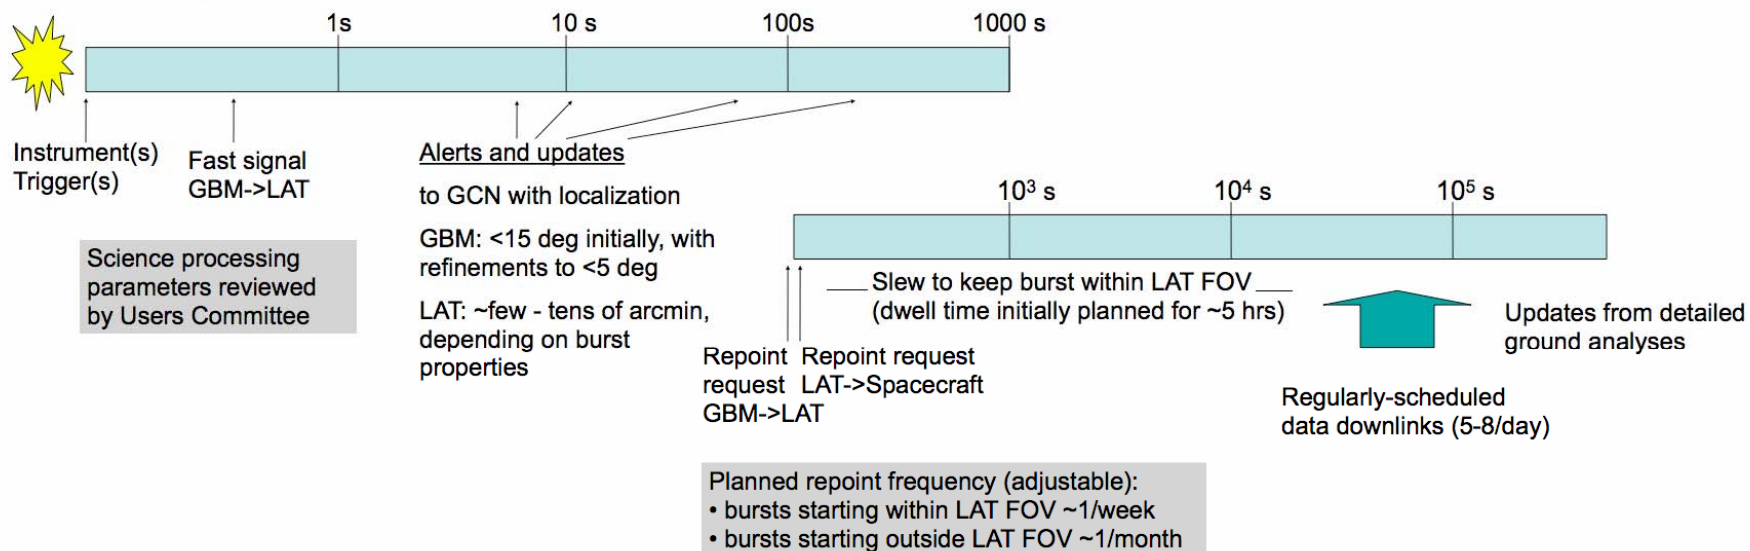 1s
10 s
100s
1000 s
Instrument(s)
Trigger(s)
Fast signal
GBM->LAT
Science processing
parameters reviewed
by Users Committee
Alerts and updates
to GCN with localization
GBM: <15 deg initially, with
refinements to <5 deg
LAT: ~few - tens of arcmin,
depending on burst
properties
10³ s
10⁴ s
10⁵ s
Slew to keep burst within LAT FOV
(dwell time initially planned for ~5 hrs)
Repoint
request
GBM->LAT
Repoint request
LAT->Spacecraft
Updates from detailed
ground analyses
Regularly-scheduled
data downlinks (5-8/day)
Planned repoint frequency (adjustable):
• bursts starting within LAT FOV ~1/week
• bursts starting outside LAT FOV ~1/month